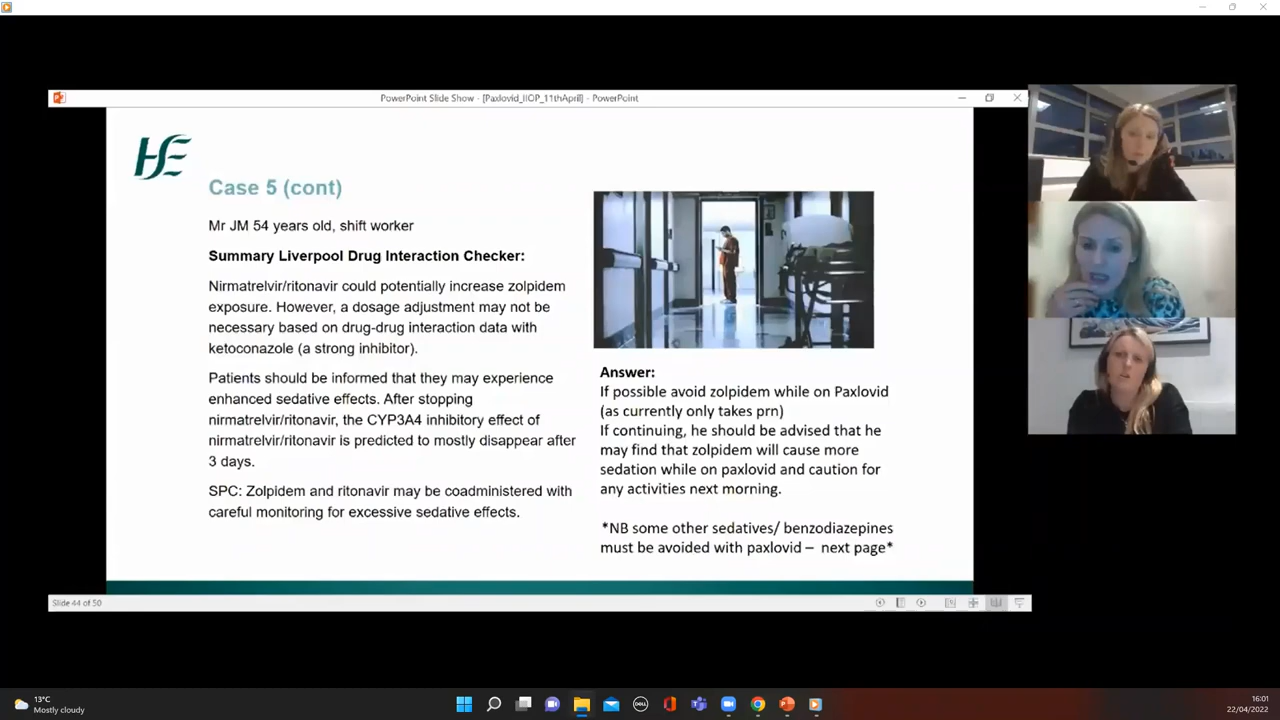 PowerPoint Slide Show - [Paxlovid_IIOP_11thApril] - PowerPoint
HSE
Case 5 (cont)
Mr JM 54 years old, shift worker
Summary Liverpool Drug Interaction Checker:
Nirmatrelvir/ritonavir could potentially increase zolpidem
exposure. However, a dosage adjustment may not be
necessary based on drug-drug interaction data with
ketoconazole (a strong inhibitor).
Patients should be informed that they may experience
enhanced sedative effects. After stopping
nirmatrelvir/ritonavir, the CYP3A4 inhibitory effect of
nirmatrelvir/ritonavir is predicted to mostly disappear after
3 days.
SPC: Zolpidem and ritonavir may be coadministered with
careful monitoring for excessive sedative effects.
Answer:
If possible avoid zolpidem while on Paxlovid
(as currently only takes prn)
If continuing, he should be advised that he
may find that zolpidem will cause more
sedation while on paxlovid and caution for
any activities next morning.
*NB some other sedatives/ benzodiazepines
must be avoided with paxlovid – next page*
Slide 44 of 50
13°C
Mostly cloudy
DELL
16:01
22/04/2022